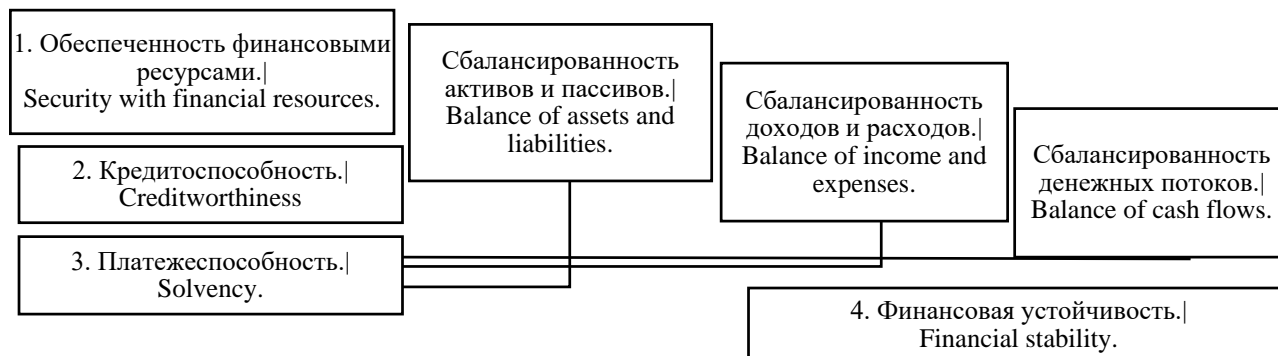 1. Обеспеченность финансовыми
ресурсами.|
Security with financial resources.
2. Кредитоспособность.|
Creditworthiness
3. Платежеспособность.|
Solvency.
Сбалансированность
активов и пассивов.|
Balance of assets and
liabilities.
Сбалансированность
доходов и расходов.|
Balance of income and
expenses.
Сбалансированность
денежных потоков.|
Balance of cash flows.
4. Финансовая устойчивость.|
Financial stability.